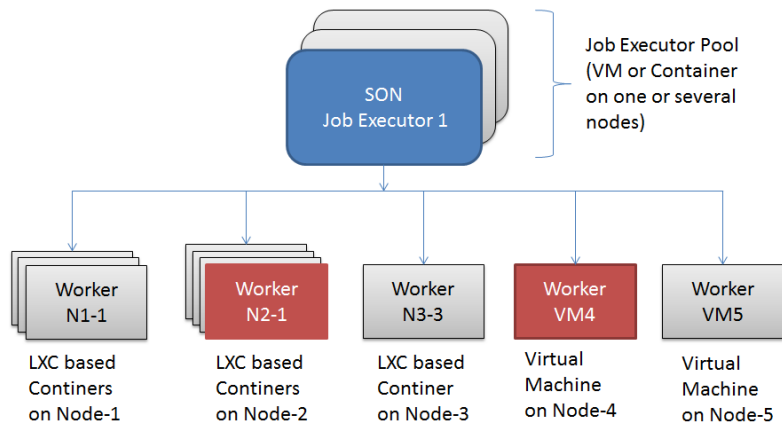 SON
Job Executor 1
Job Executor Pool
(VM or Container
on one or several
nodes)
Worker
N1-1
Worker
N2-1
Worker
N3-3
Worker
VM4
Worker
VM5
LXC based
Continers
on Node-1
LXC based
Continers
on Node-2
LXC based
Continer
on Node-3
Virtual
Machine
on Node-4
Virtual
Machine
on Node-5